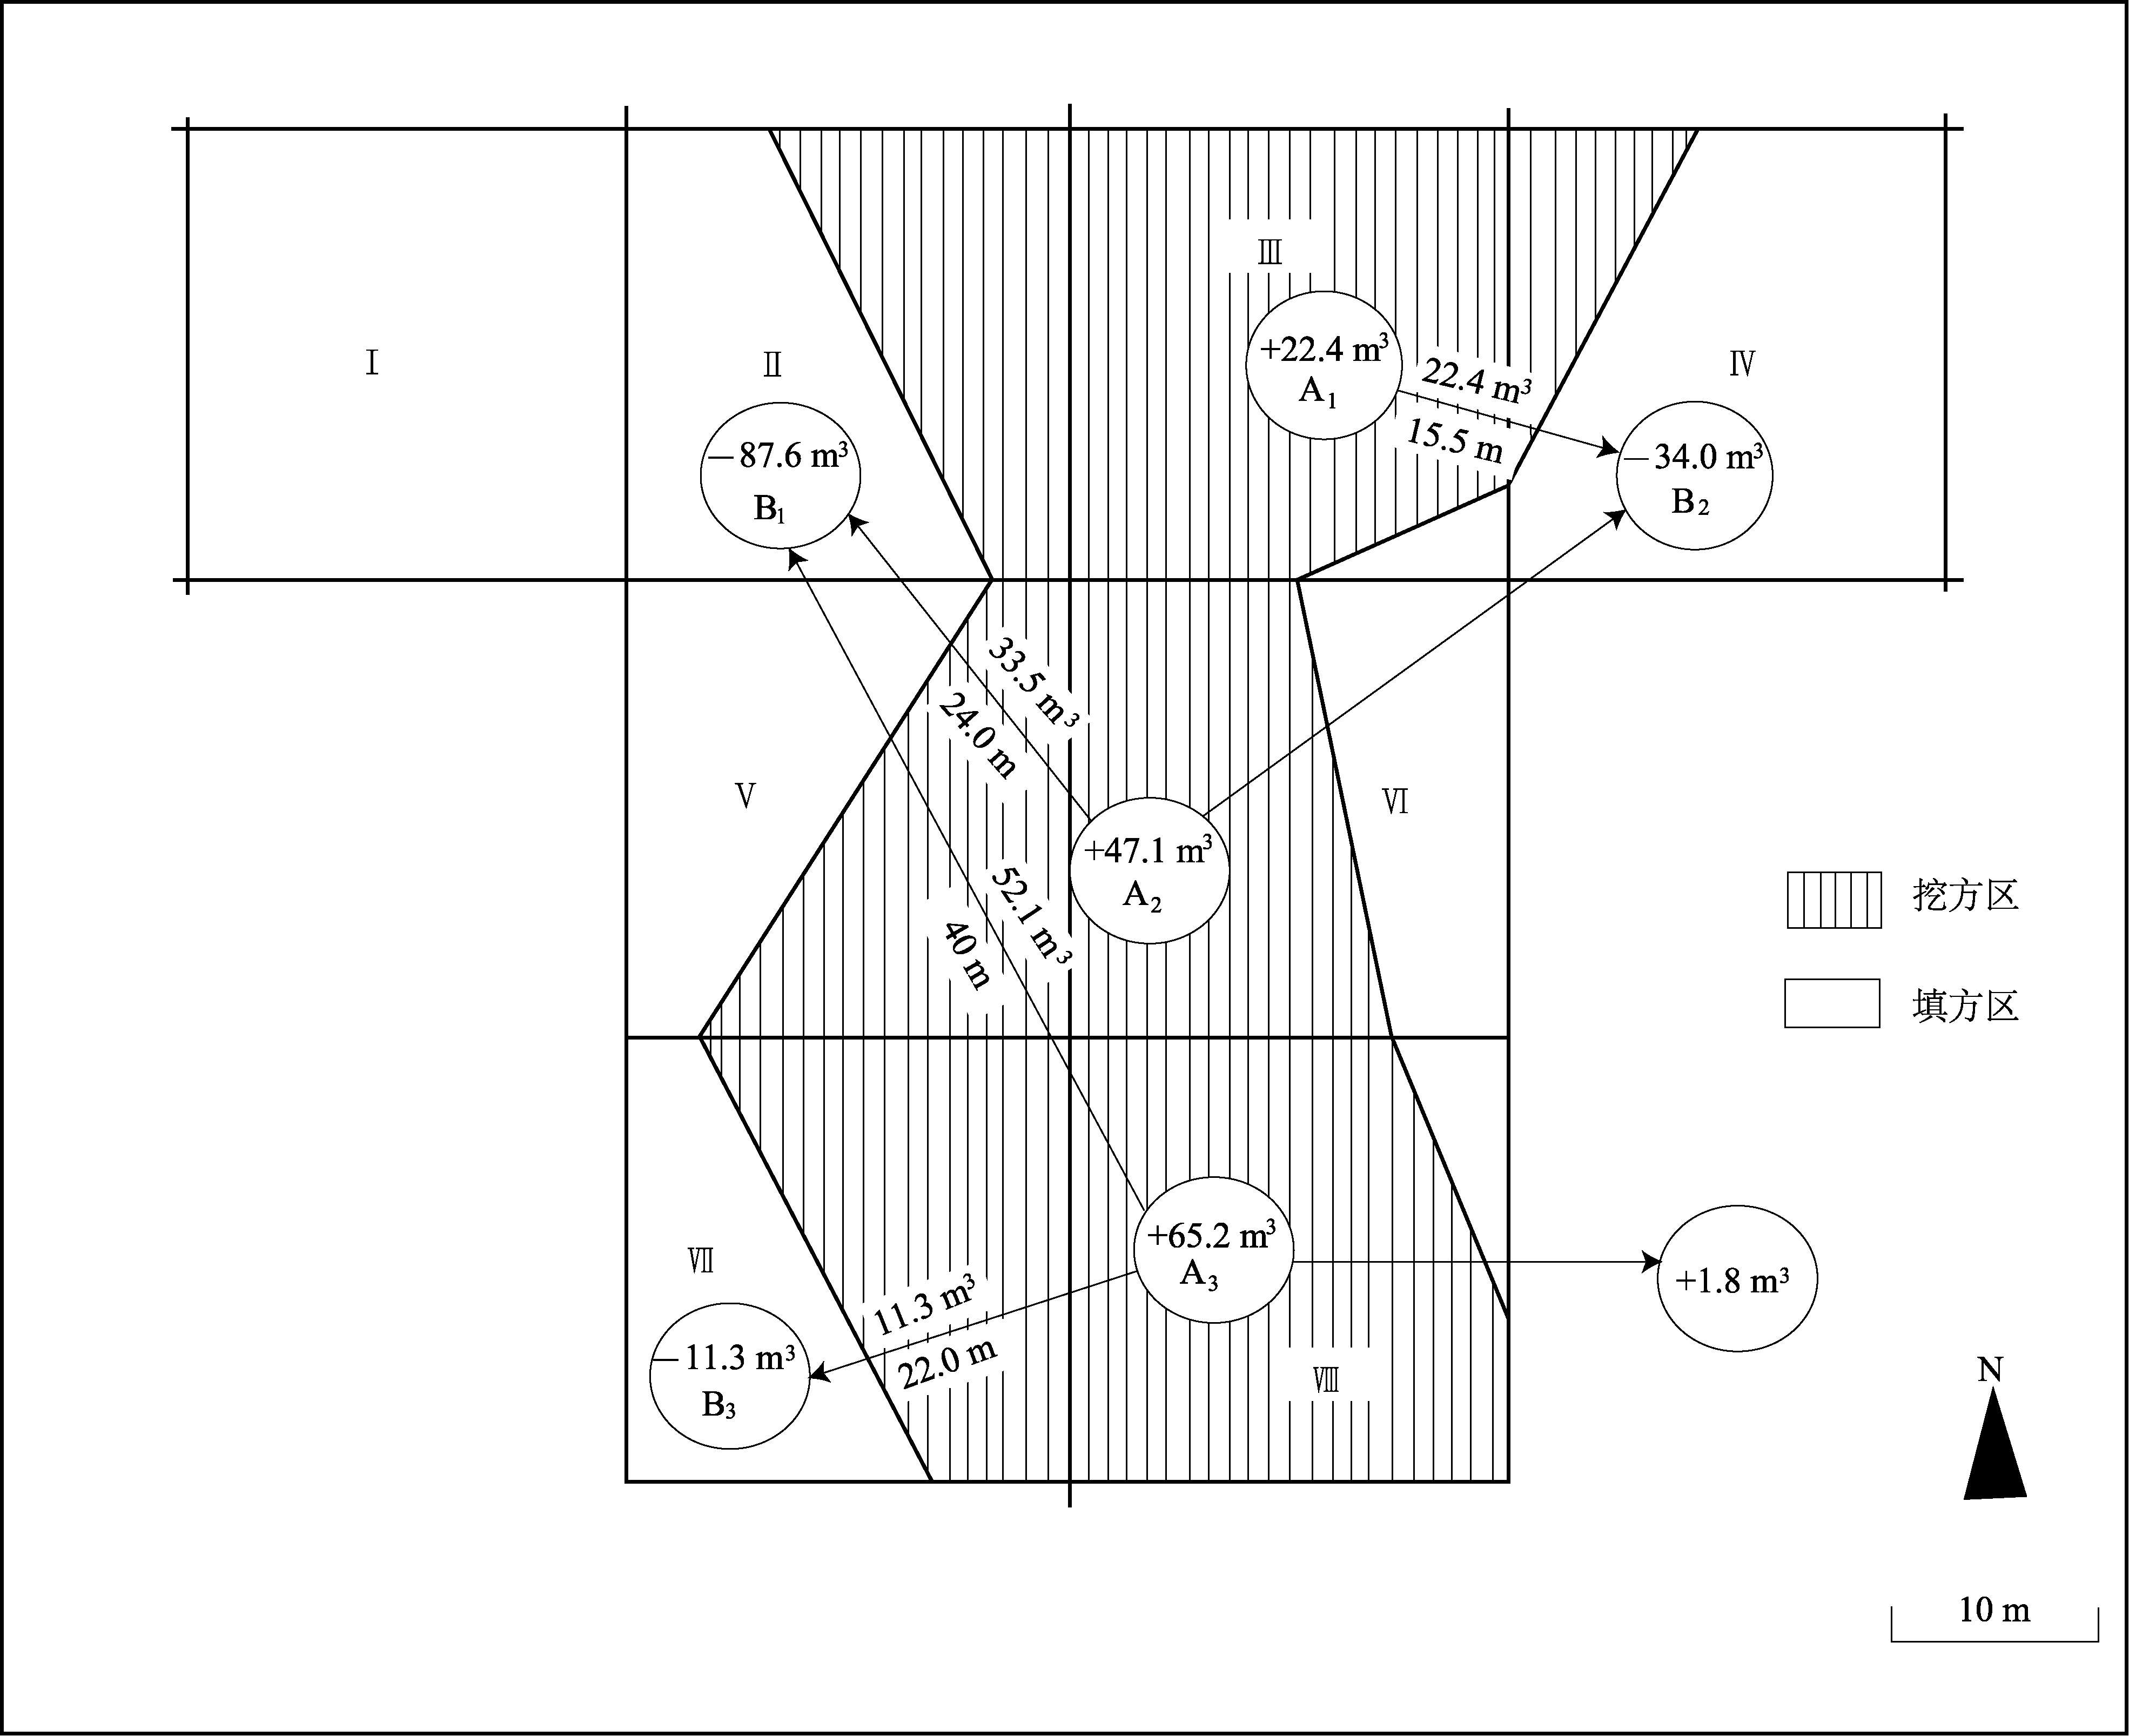 Ⅰ
Ⅱ
Ⅲ
Ⅳ
+22.4 m³
A₁
22.4 m³
15.5 m
−87.6 m³
B₁
−34.0 m³
B₂
33.5 m³
24.0 m
Ⅴ
Ⅵ
+47.1 m³
A₂
52.1 m³
40 m
挖方区
填方区
Ⅶ
+65.2 m³
A₃
+1.8 m³
11.3 m³
22.0 m
−11.3 m³
B₃
Ⅷ
N
10 m